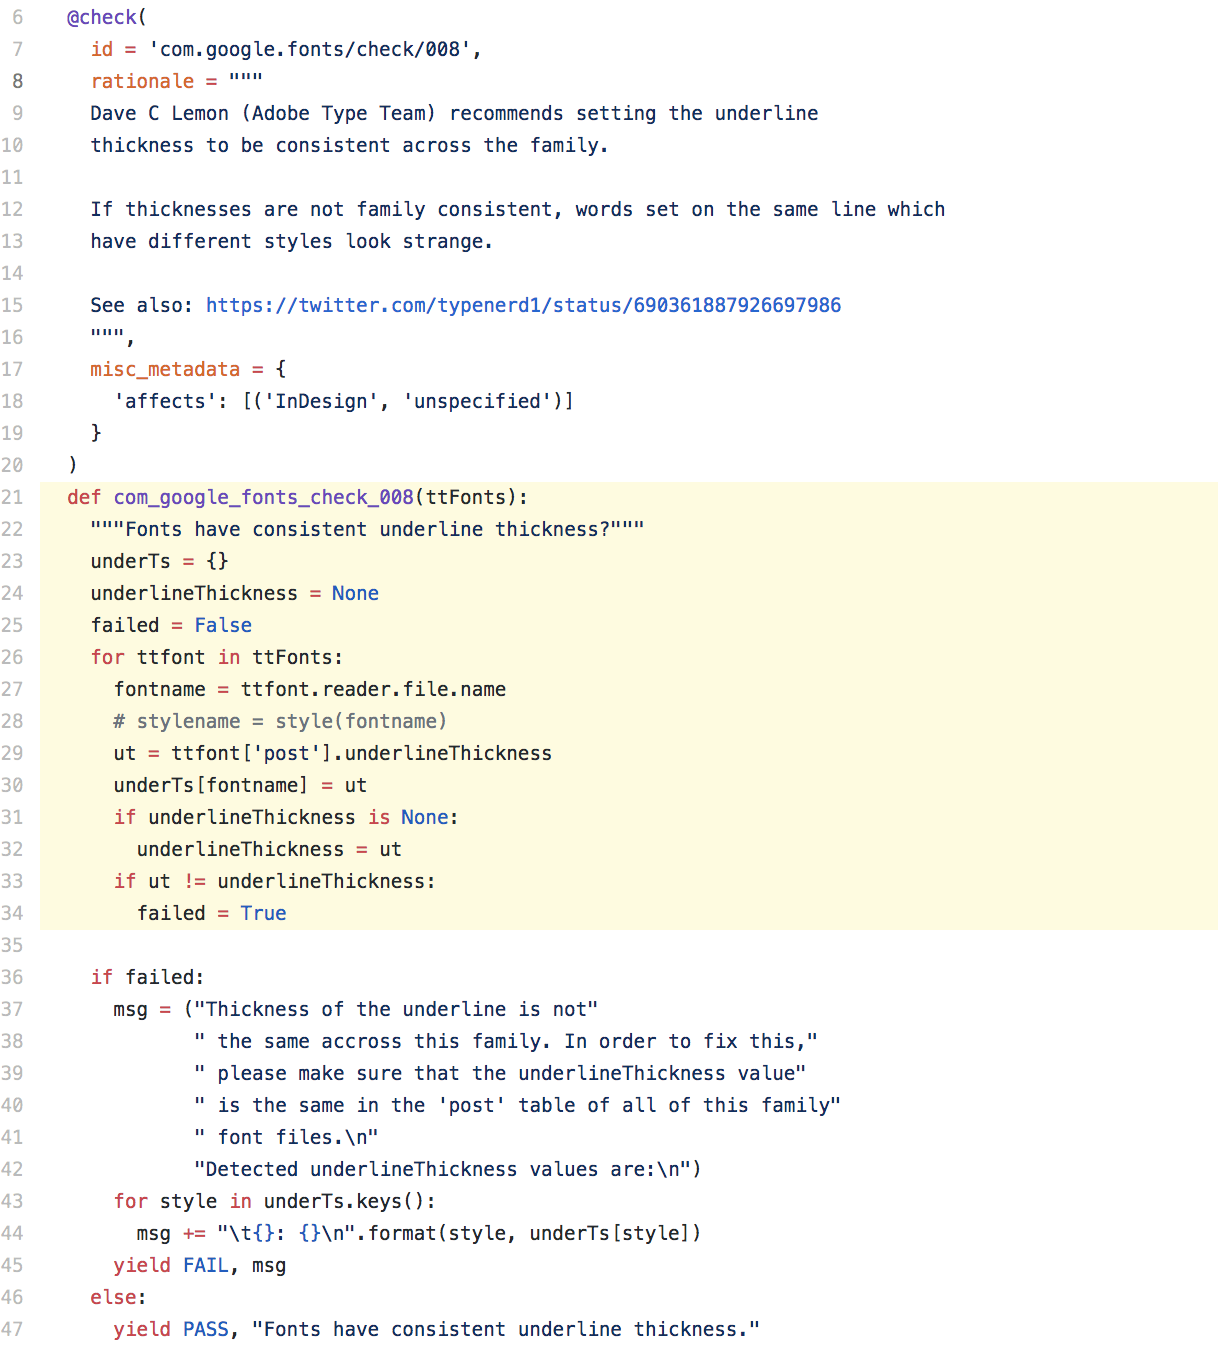 6 @check(
7 id = 'com.google.fonts/check/008',
8 rationale = """
9 Dave C Lemon (Adobe Type Team) recommends setting the underline
10 thickness to be consistent across the family.
11
12 If thicknesses are not family consistent, words set on the same line which
13 have different styles look strange.
14
15 See also: https://twitter.com/typenerd1/status/690361887926697986
16 """,
17 misc_metadata = {
18 'affects': [('InDesign', 'unspecified')]
19 }
20 )
21 def com_google_fonts_check_008(ttFonts):
22 """Fonts have consistent underline thickness?"""
23 underTs = {}
24 underlineThickness = None
25 failed = False
26 for ttfont in ttFonts:
27 fontname = ttfont.reader.file.name
28 # stylename = style(fontname)
29 ut = ttfont['post'].underlineThickness
30 underTs[fontname] = ut
31 if underlineThickness is None:
32 underlineThickness = ut
33 if ut != underlineThickness:
34 failed = True
35
36 if failed:
37 msg = ("Thickness of the underline is not"
38 " the same accross this family. In order to fix this,"
39 " please make sure that the underlineThickness value"
40 " is the same in the 'post' table of all of this family"
41 " font files.\n"
42 "Detected underlineThickness values are:\n")
43 for style in underTs.keys():
44 msg += "\t{}: {}\n".format(style, underTs[style])
45 yield FAIL, msg
46 else:
47 yield PASS, "Fonts have consistent underline thickness."